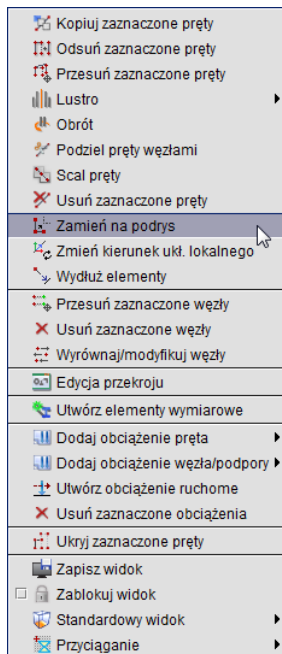 Kopiuj zaznaczone pręty
Odsuń zaznaczone pręty
Przesuń zaznaczone pręty
Lustro
Obrót
Podziel pręty węzłami
Scal pręty
Usuń zaznaczone pręty
Zamień na podrys
Zmień kierunek ukł. lokalnego
Wydłuż elementy
Przesuń zaznaczone węzły
Usuń zaznaczone węzły
Wyrównaj/modyfikuj węzły
Edycja przekroju
Utwórz elementy wymiarowe
Dodaj obciążenie pręta
Dodaj obciążenie węzła/podpory
Utwórz obciążenie ruchome
Usuń zaznaczone obciążenia
Ukryj zaznaczone pręty
Zapisz widok
Zablokuj widok
Standardowy widok
Przyciąganie